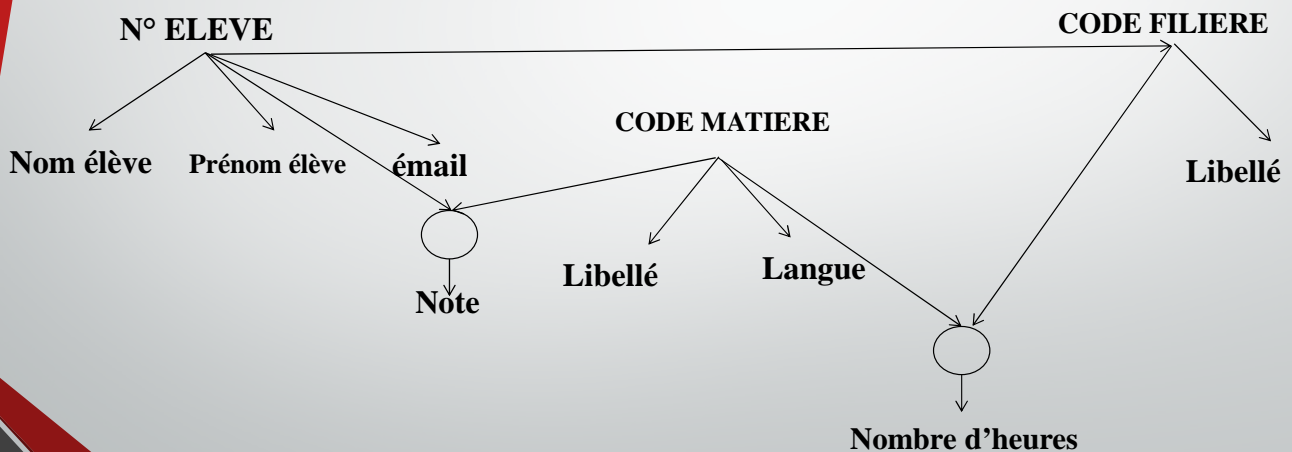 N° ELEVE
CODE FILIERE
CODE MATIERE
Nom élève
Prénom élève
émail
Libellé
Libellé
Langue
Note
Nombre d’heures